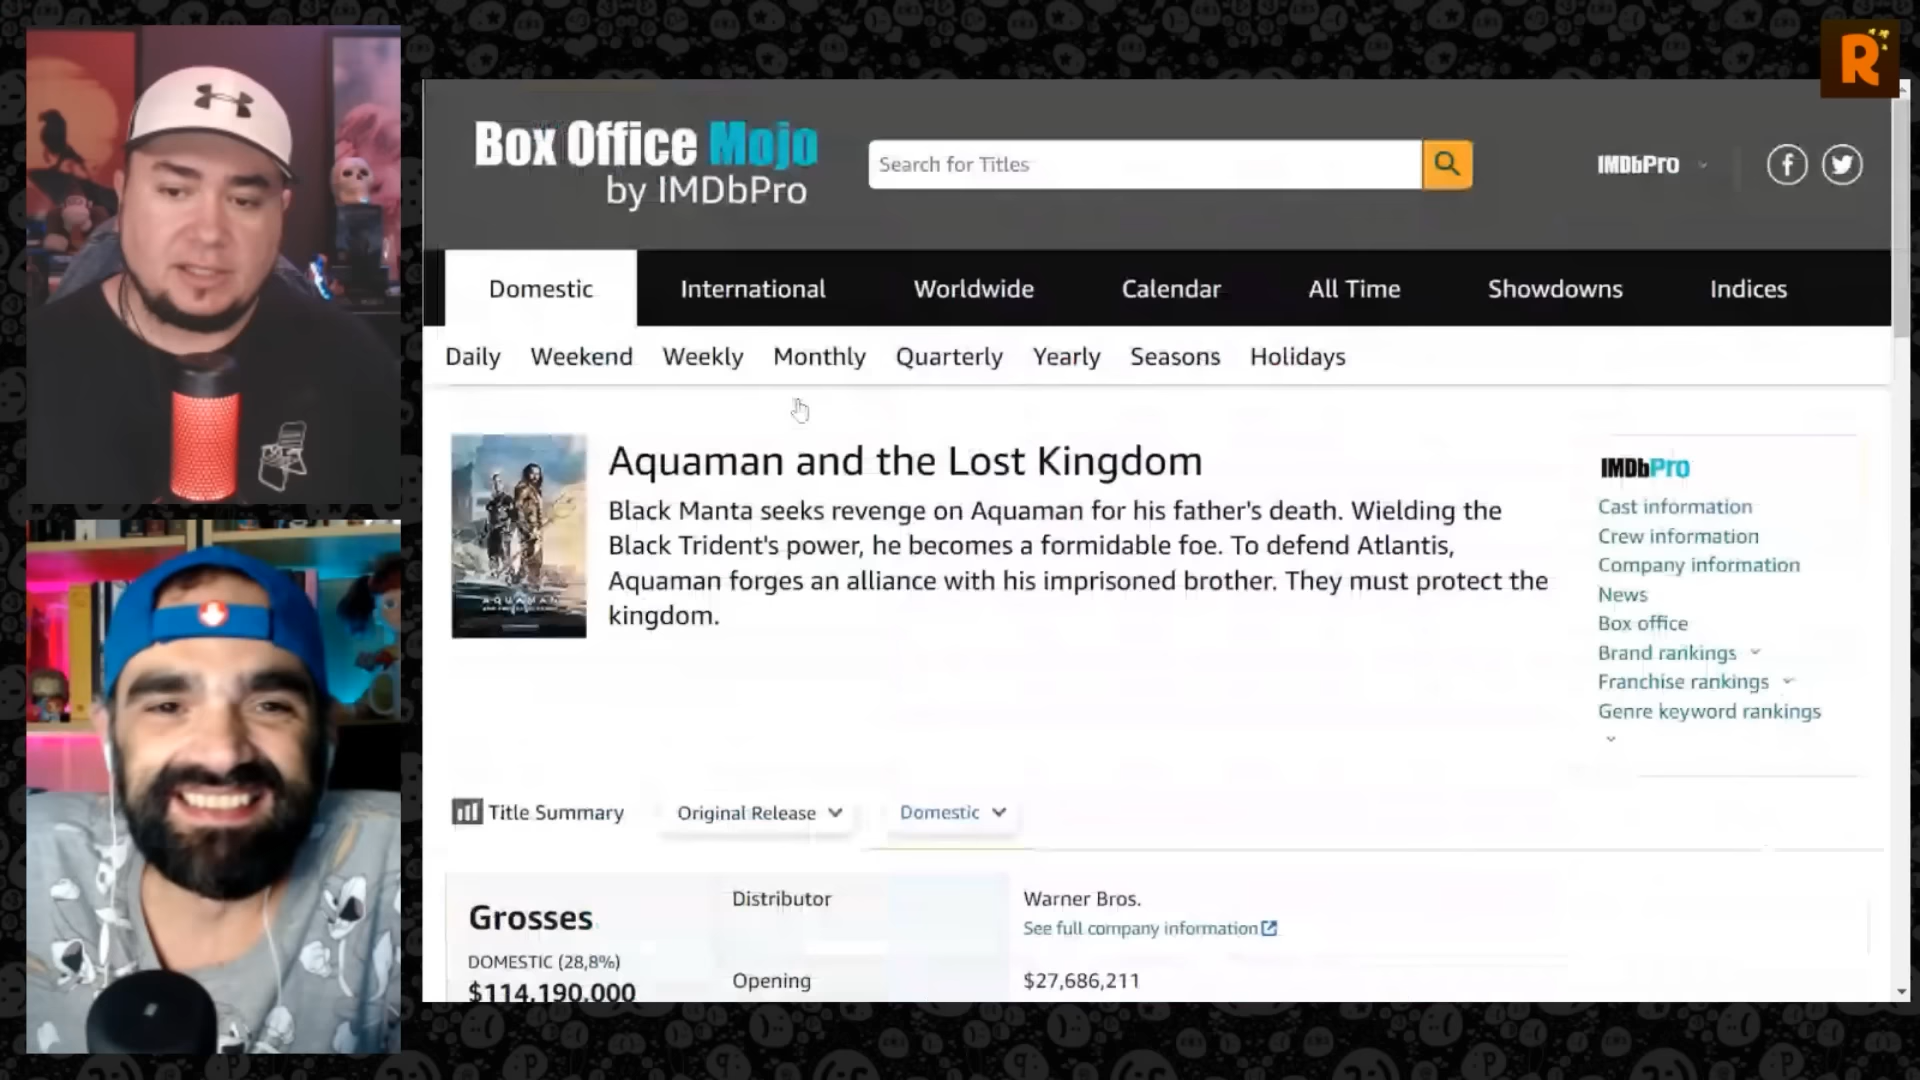 R
Box Office Mojo
by IMDbPro
Search for Titles
IMDbPro
Domestic
International
Worldwide
Calendar
All Time
Showdowns
Indices
Daily
Weekend
Weekly
Monthly
Quarterly
Yearly
Seasons
Holidays
Aquaman and the Lost Kingdom
Black Manta seeks revenge on Aquaman for his father's death. Wielding the
Black Trident's power, he becomes a formidable foe. To defend Atlantis,
Aquaman forges an alliance with his imprisoned brother. They must protect the
kingdom.
AQUAMAN
IMDbPro
Cast information
Crew information
Company information
News
Box office
Brand rankings
Franchise rankings
Genre keyword rankings
Title Summary
Original Release
Domestic
Grosses
DOMESTIC (28,8%)
$114,190,000
Distributor
Warner Bros.
See full company information
Opening
$27,686,211